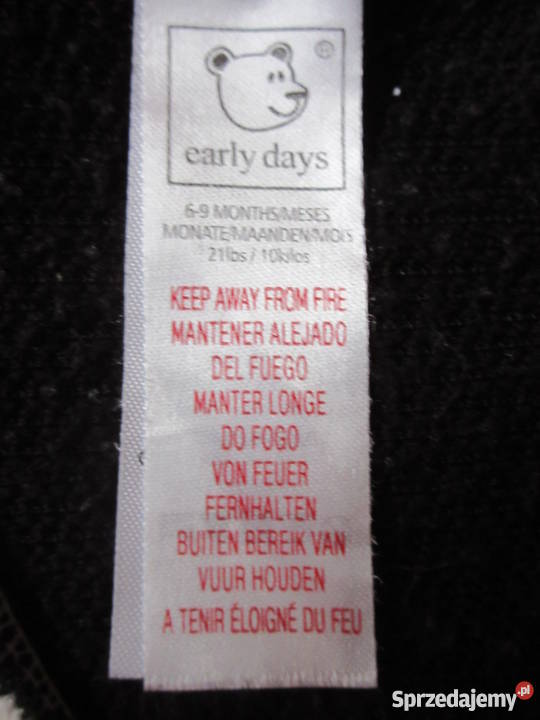 ®
early days
6-9 MONTHS/MESES
MONATE/MAANDEN/MOIS
21lbs / 10kilos
KEEP AWAY FROM FIRE
MANTENER ALEJADO
DEL FUEGO
MANTER LONGE
DO FOGO
VON FEUER
FERNHALTEN
BUITEN BEREIK VAN
VUUR HOUDEN
A TENIR ÉLOIGNÉ DU FEU
Sprzedajemy.pl